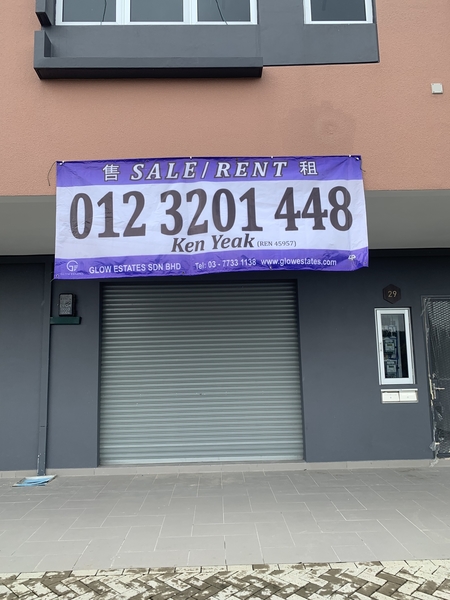 售 SALE/RENT 租
012 3201 448
Ken Yeak (REN 45957)
GLOW ESTATES SDN BHD Tel: 03 - 7733 1138 www.glowestates.com
29